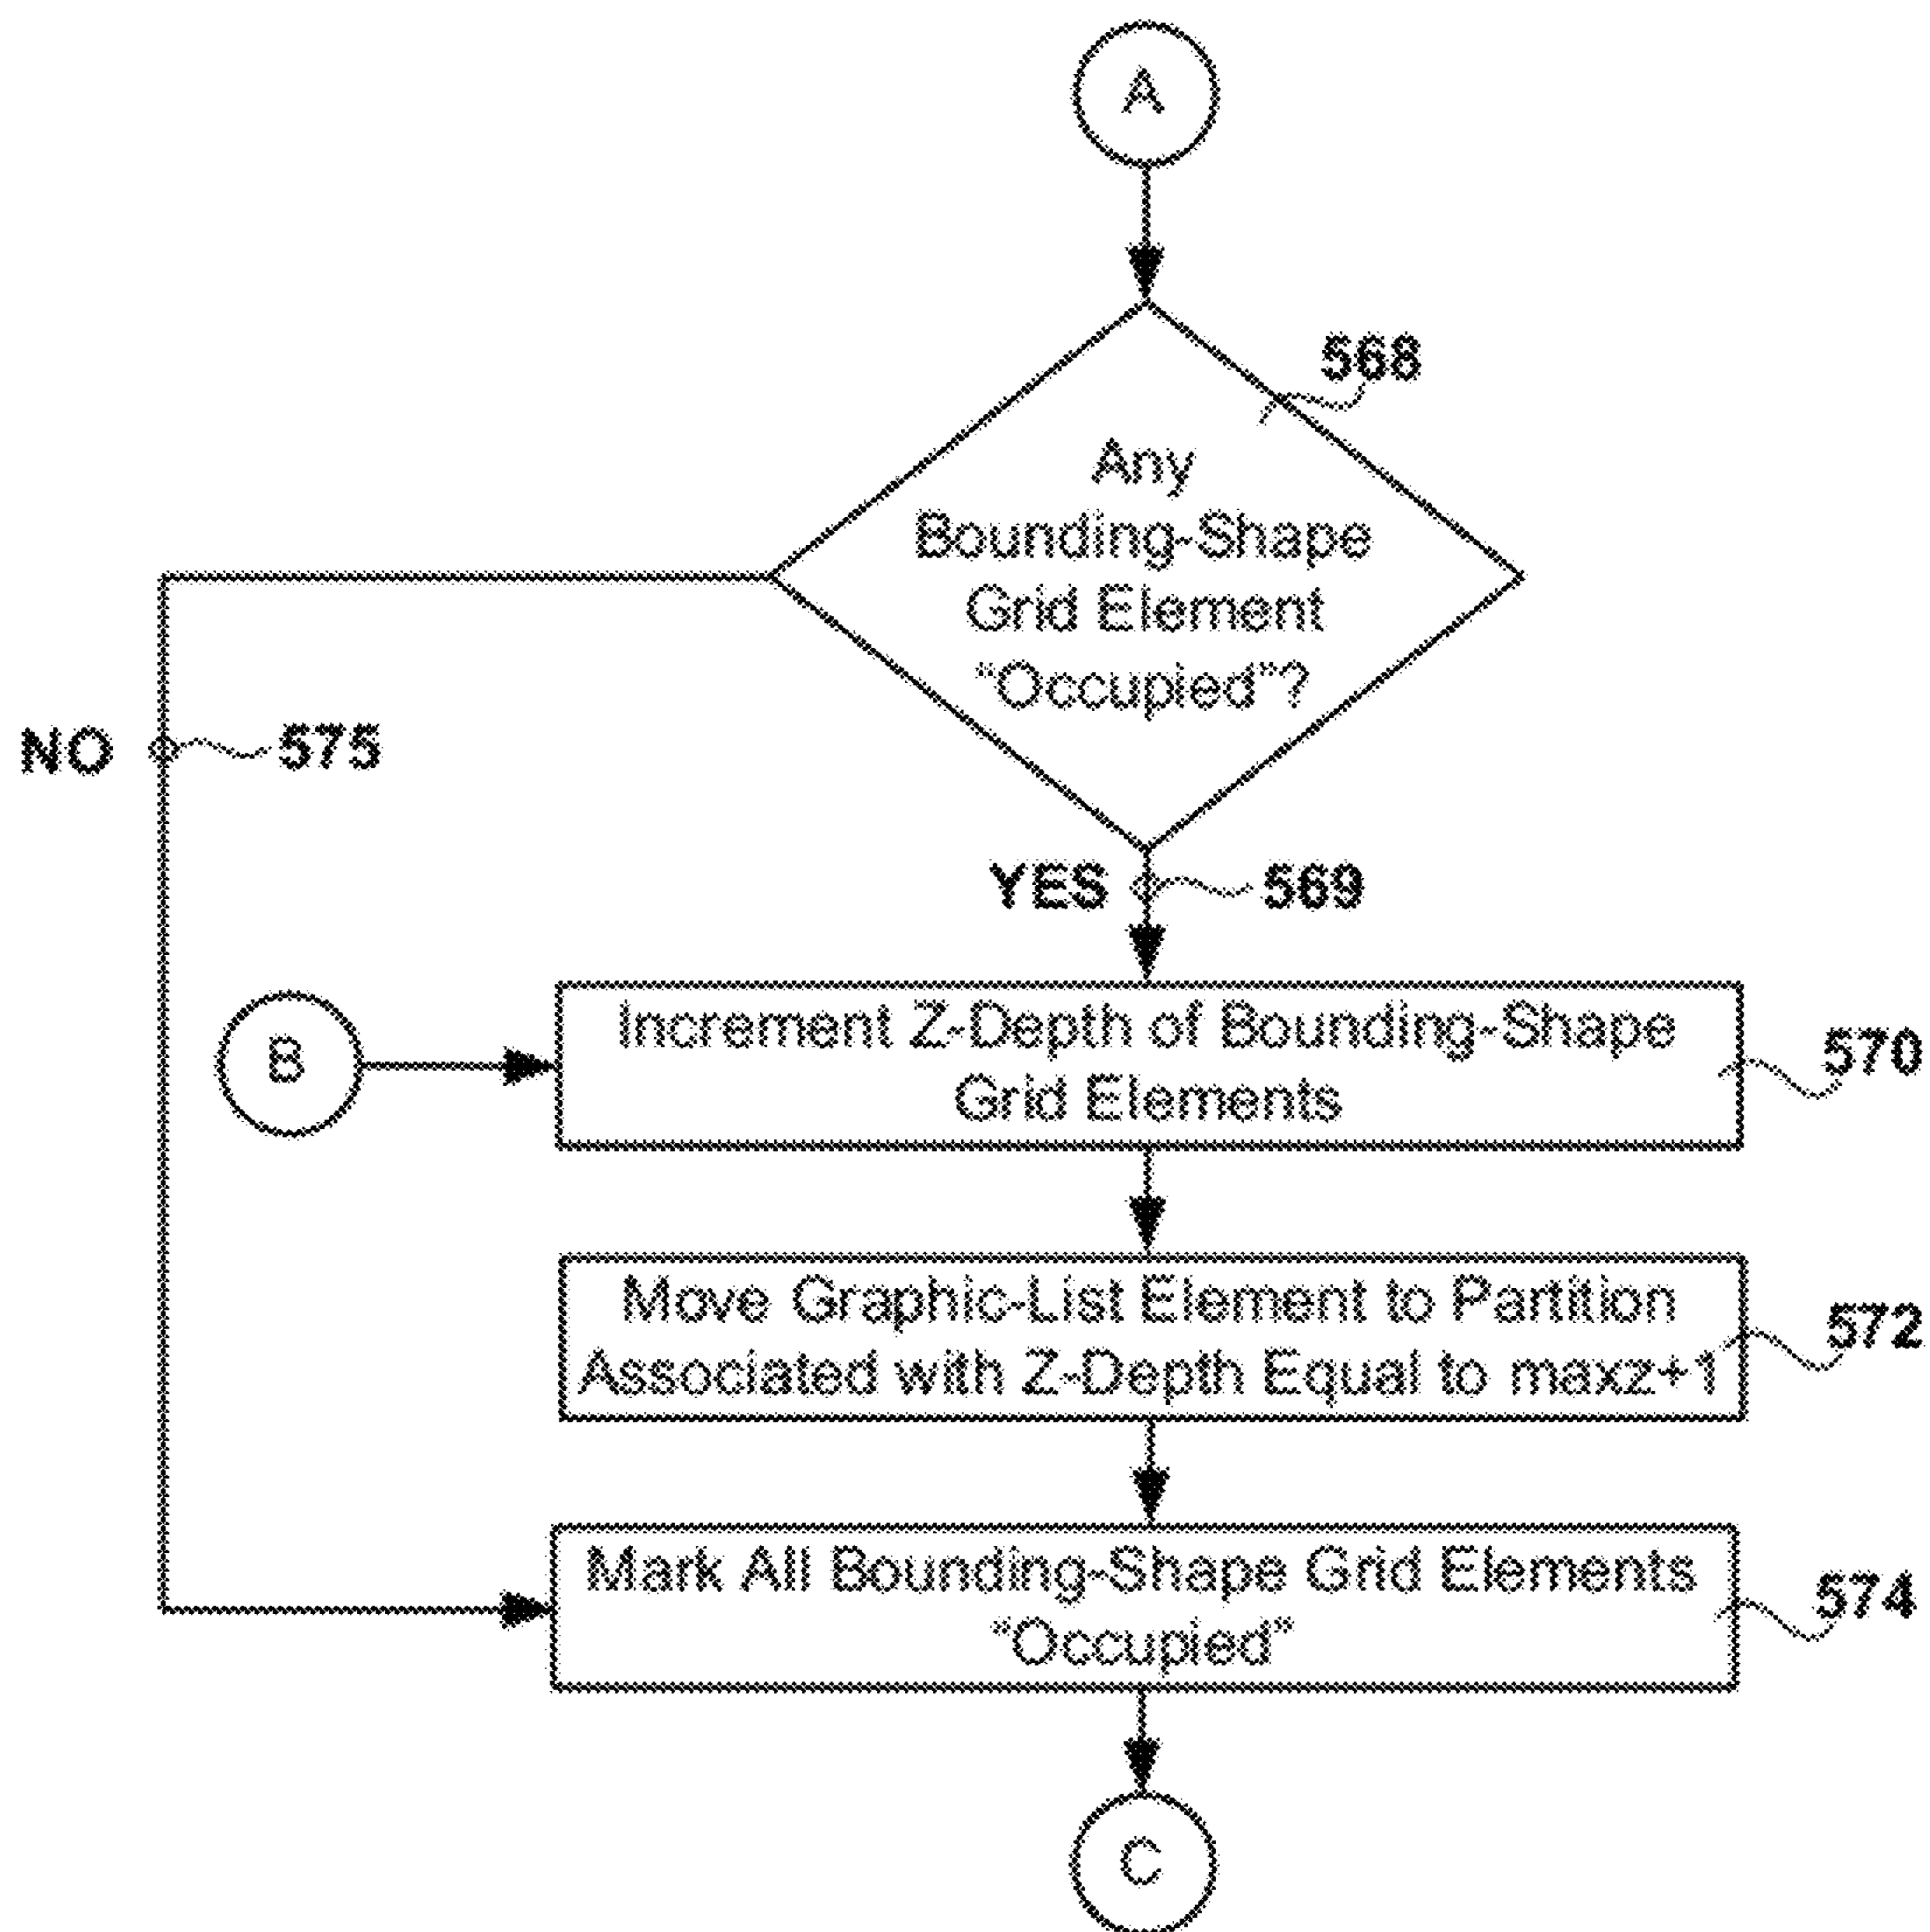 A
568
Any
Bounding-Shape
Grid Element
“Occupied”?
NO
575
YES
569
B
Increment Z-Depth of Bounding-Shape
Grid Elements
570
Move Graphic-List Element to Partition
Associated with Z-Depth Equal to maxz+1
572
Mark All Bounding-Shape Grid Elements
“Occupied”
574
C